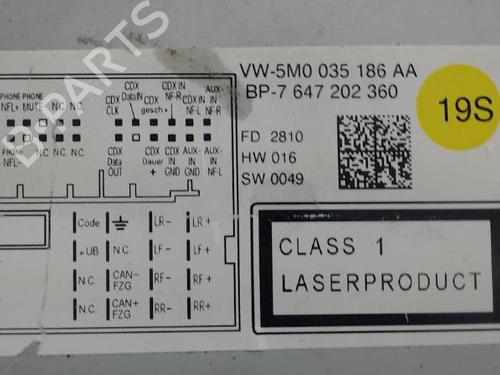 VW-5M0 035 186 AA
BP-7 647 202 360
19S
FD 2810
HW 016
SW 0049
CLASS 1
LASERPRODUCT
PHONE PHONE
NFL+ MUTE N.C. N.C.
CDX CLK
CDX DataIN
CDX gesch.+
CDX IN NF-R
CDX IN NF-L
AUX-IN NF-R
PHONE NFL-
N.C. N.C. N.C.
CDX Data OUT
CDX Dauer +
CDX IN GND
AUX-IN GND
AUX-IN NF-L
Code LR- LR+
+UB N.C. LF- LF+
N.C. CAN- FZG RF- RF+
N.C. CAN+ FZG RR- RR+
B-PARTS